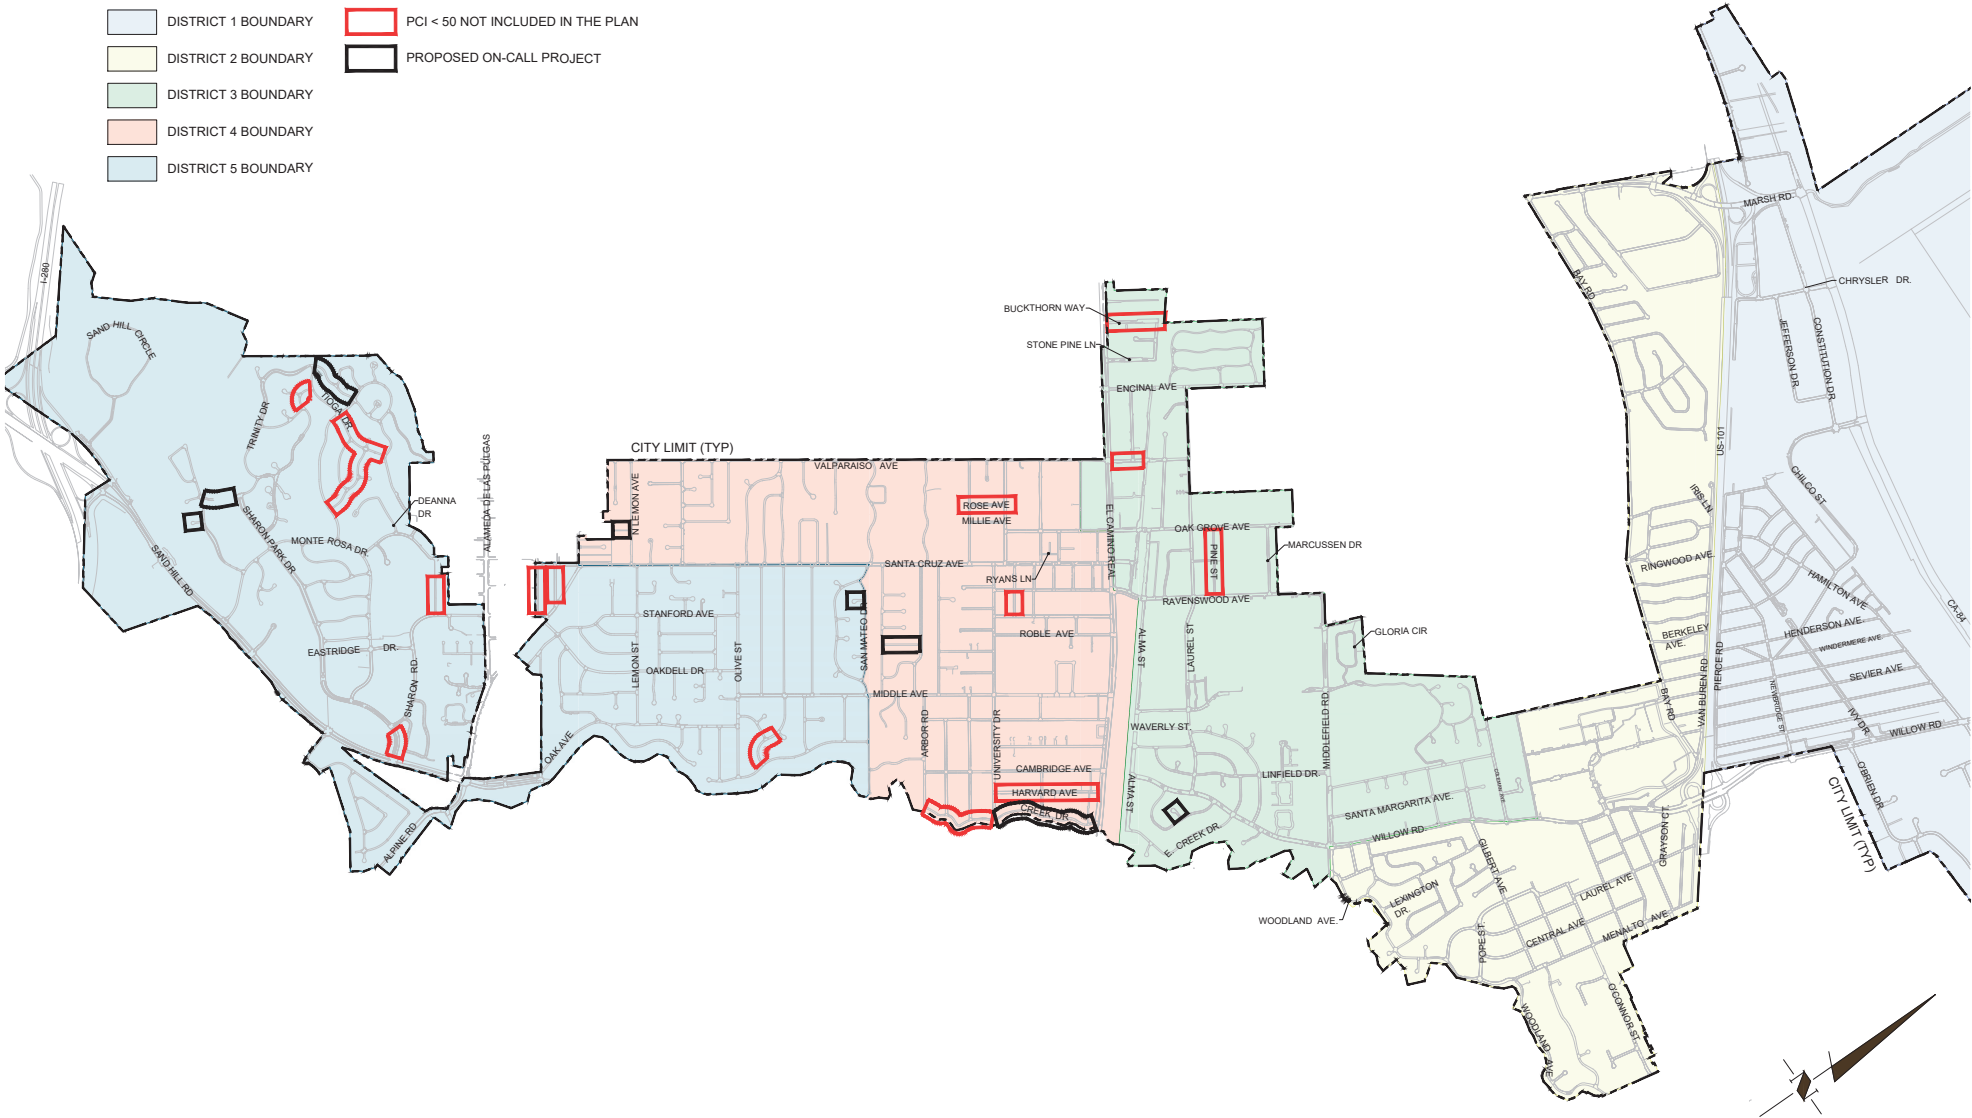 DISTRICT 1 BOUNDARY
DISTRICT 2 BOUNDARY
DISTRICT 3 BOUNDARY
DISTRICT 4 BOUNDARY
DISTRICT 5 BOUNDARY
PCI < 50 NOT INCLUDED IN THE PLAN
PROPOSED ON-CALL PROJECT
I-280
SAND HILL CIRCLE
TRINITY DR
TIOGA DR.
DEANNA
DR
SHARON PARK DR
MONTE ROSA DR.
SAND HILL RD
EASTRIDGE DR.
SHARON RD.
ALPINE RD
ALAMEDA DE LAS PULGAS
OAK AVE
CITY LIMIT (TYP)
N LEMON AVE
VALPARAISO AVE
ROSE AVE
MILLIE AVE
SANTA CRUZ AVE
RYANS LN
STANFORD AVE
LEMON ST
OAKDELL DR
OLIVE ST
SAN MATEO DR
ROBLE AVE
MIDDLE AVE
ARBOR RD
UNIVERSITY DR
CAMBRIDGE AVE
HARVARD AVE
CREEK DR
BUCKTHORN WAY
STONE PINE LN
ENCINAL AVE
EL CAMINO REAL
OAK GROVE AVE
PINE ST
MARCUSSEN DR
RAVENSWOOD AVE
ALMA ST
LAUREL ST
GLORIA CIR
WAVERLY ST
MIDDLEFIELD RD
LINFIELD DR.
ALMA ST
E. CREEK DR.
SANTA MARGARITA AVE.
WILLOW RD.
WOODLAND AVE.
LEXINGTON
DR.
GILBERT AVE
POPE ST.
LAUREL AVE
CENTRAL AVE
MENALTO AVE
GRAYSON CT.
WOODLAND AVE
O'CONNOR ST.
MARSH RD.
BAY RD
CHRYSLER DR.
JEFFERSON DR.
CONSTITUTION DR.
US-101
CHILCO ST
IRIS LN.
RINGWOOD AVE.
HAMILTON AVE
CA-84
HENDERSON AVE.
WINDERMERE AVE.
BERKELEY
AVE.
PIERCE RD
SEVIER AVE
BAY RD
VAN BUREN RD
NEWBRIDGE ST
IVY DR.
WILLOW RD
O'BRIEN DR.
CITY LIMIT (TYP)